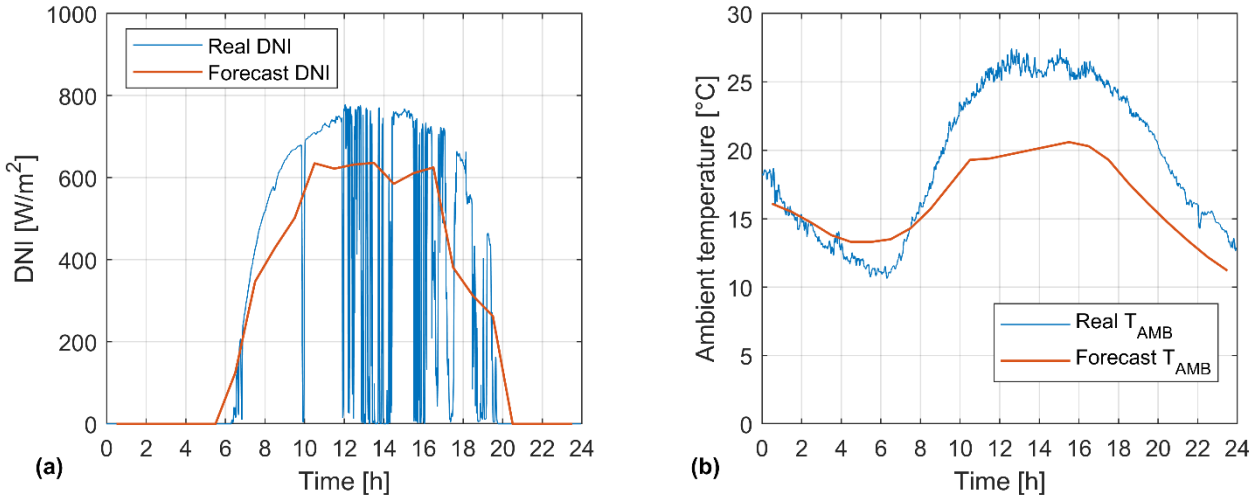 1000
800
600
400
200
0
DNI [W/m²]
Real DNI
Forecast DNI
0 2 4 6 8 10 12 14 16 18 20 22 24
Time [h]
(a)
30
25
20
15
10
5
0
Ambient temperature [°C]
Real T_AMB
Forecast T_AMB
0 2 4 6 8 10 12 14 16 18 20 22 24
Time [h]
(b)